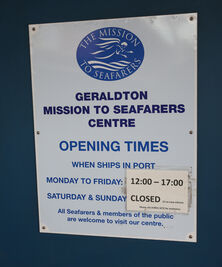 THE MISSION
TO SEAFARERS
GERALDTON
MISSION TO SEAFARERS
CENTRE
OPENING TIMES
WHEN SHIPS IN PORT
MONDAY TO FRIDAY: 12:00 – 17:00
SATURDAY & SUNDAY CLOSED
All Seafarers & members of the public
are welcome to visit our centre.